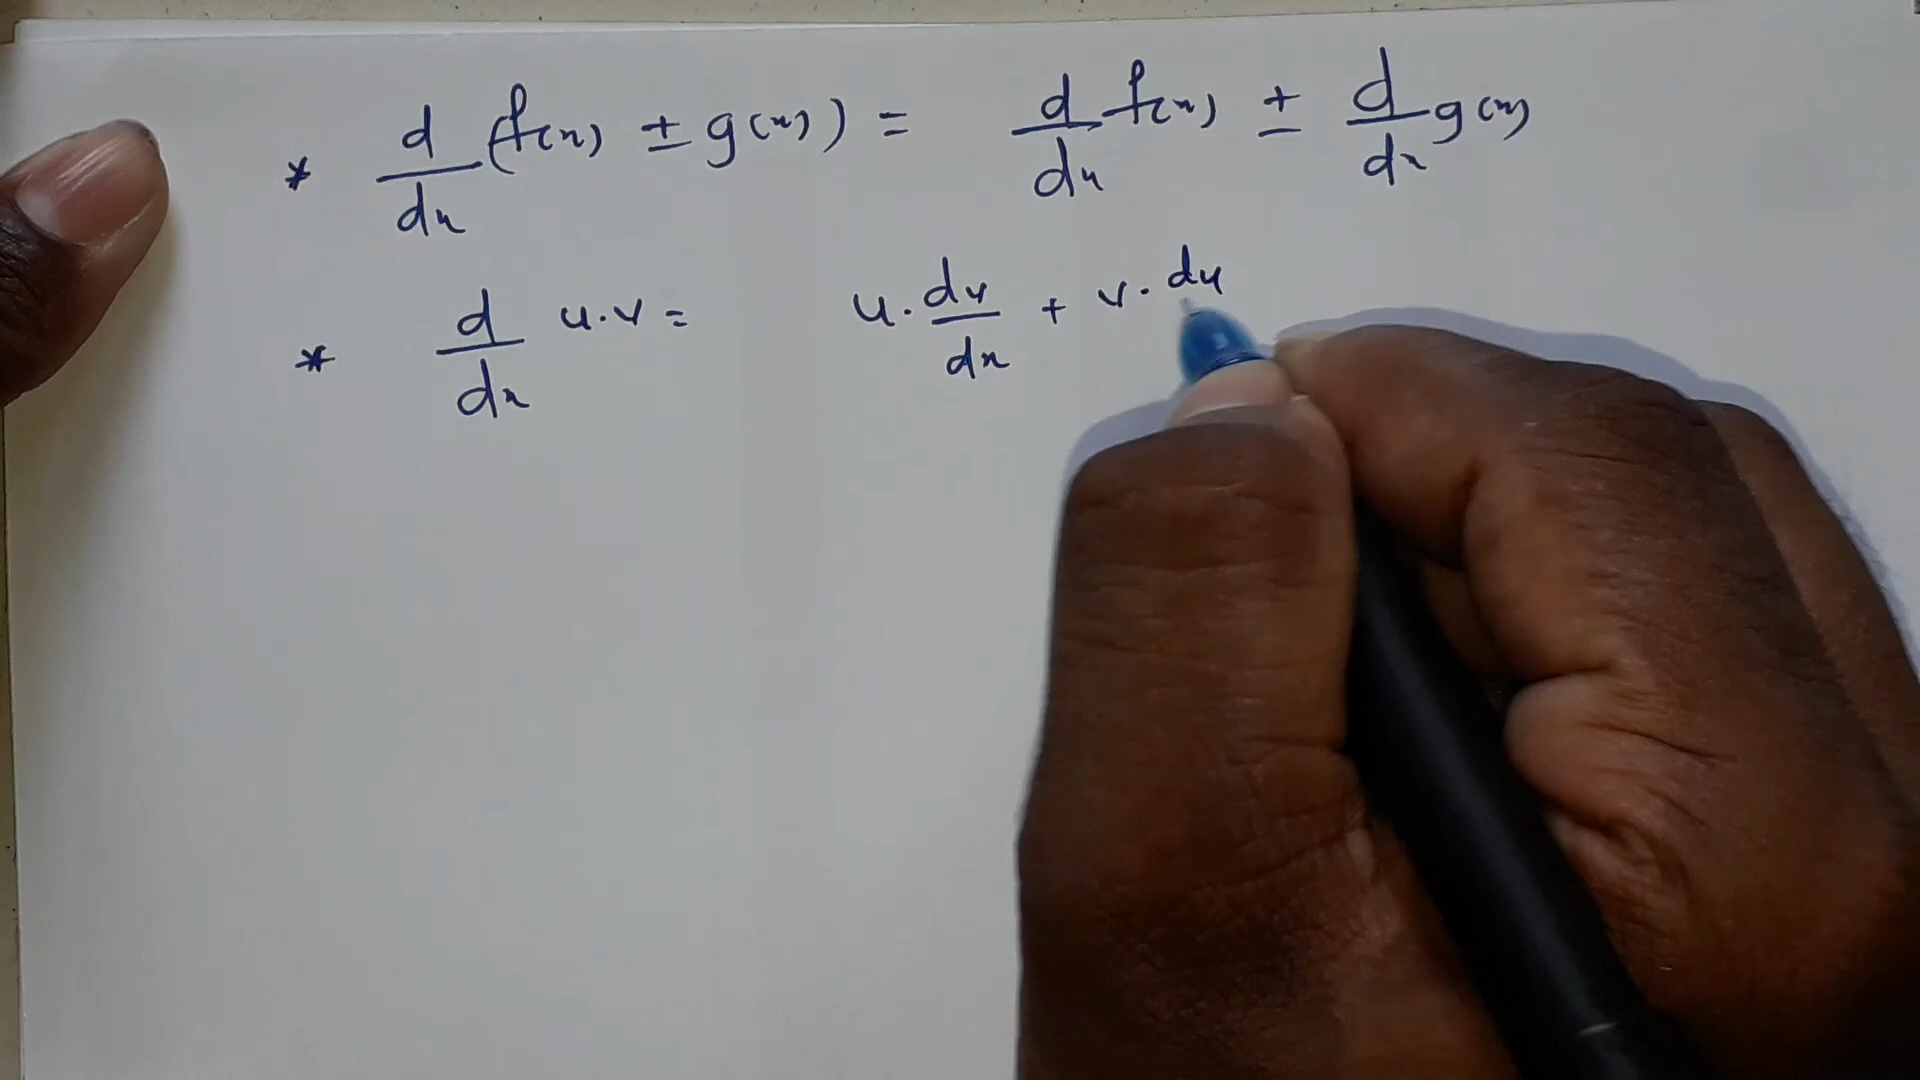 * d/dx (f(x) ± g(x)) = d/dx f(x) ± d/dx g(x)
* d/dx u.v = u. dv/dx + v. du